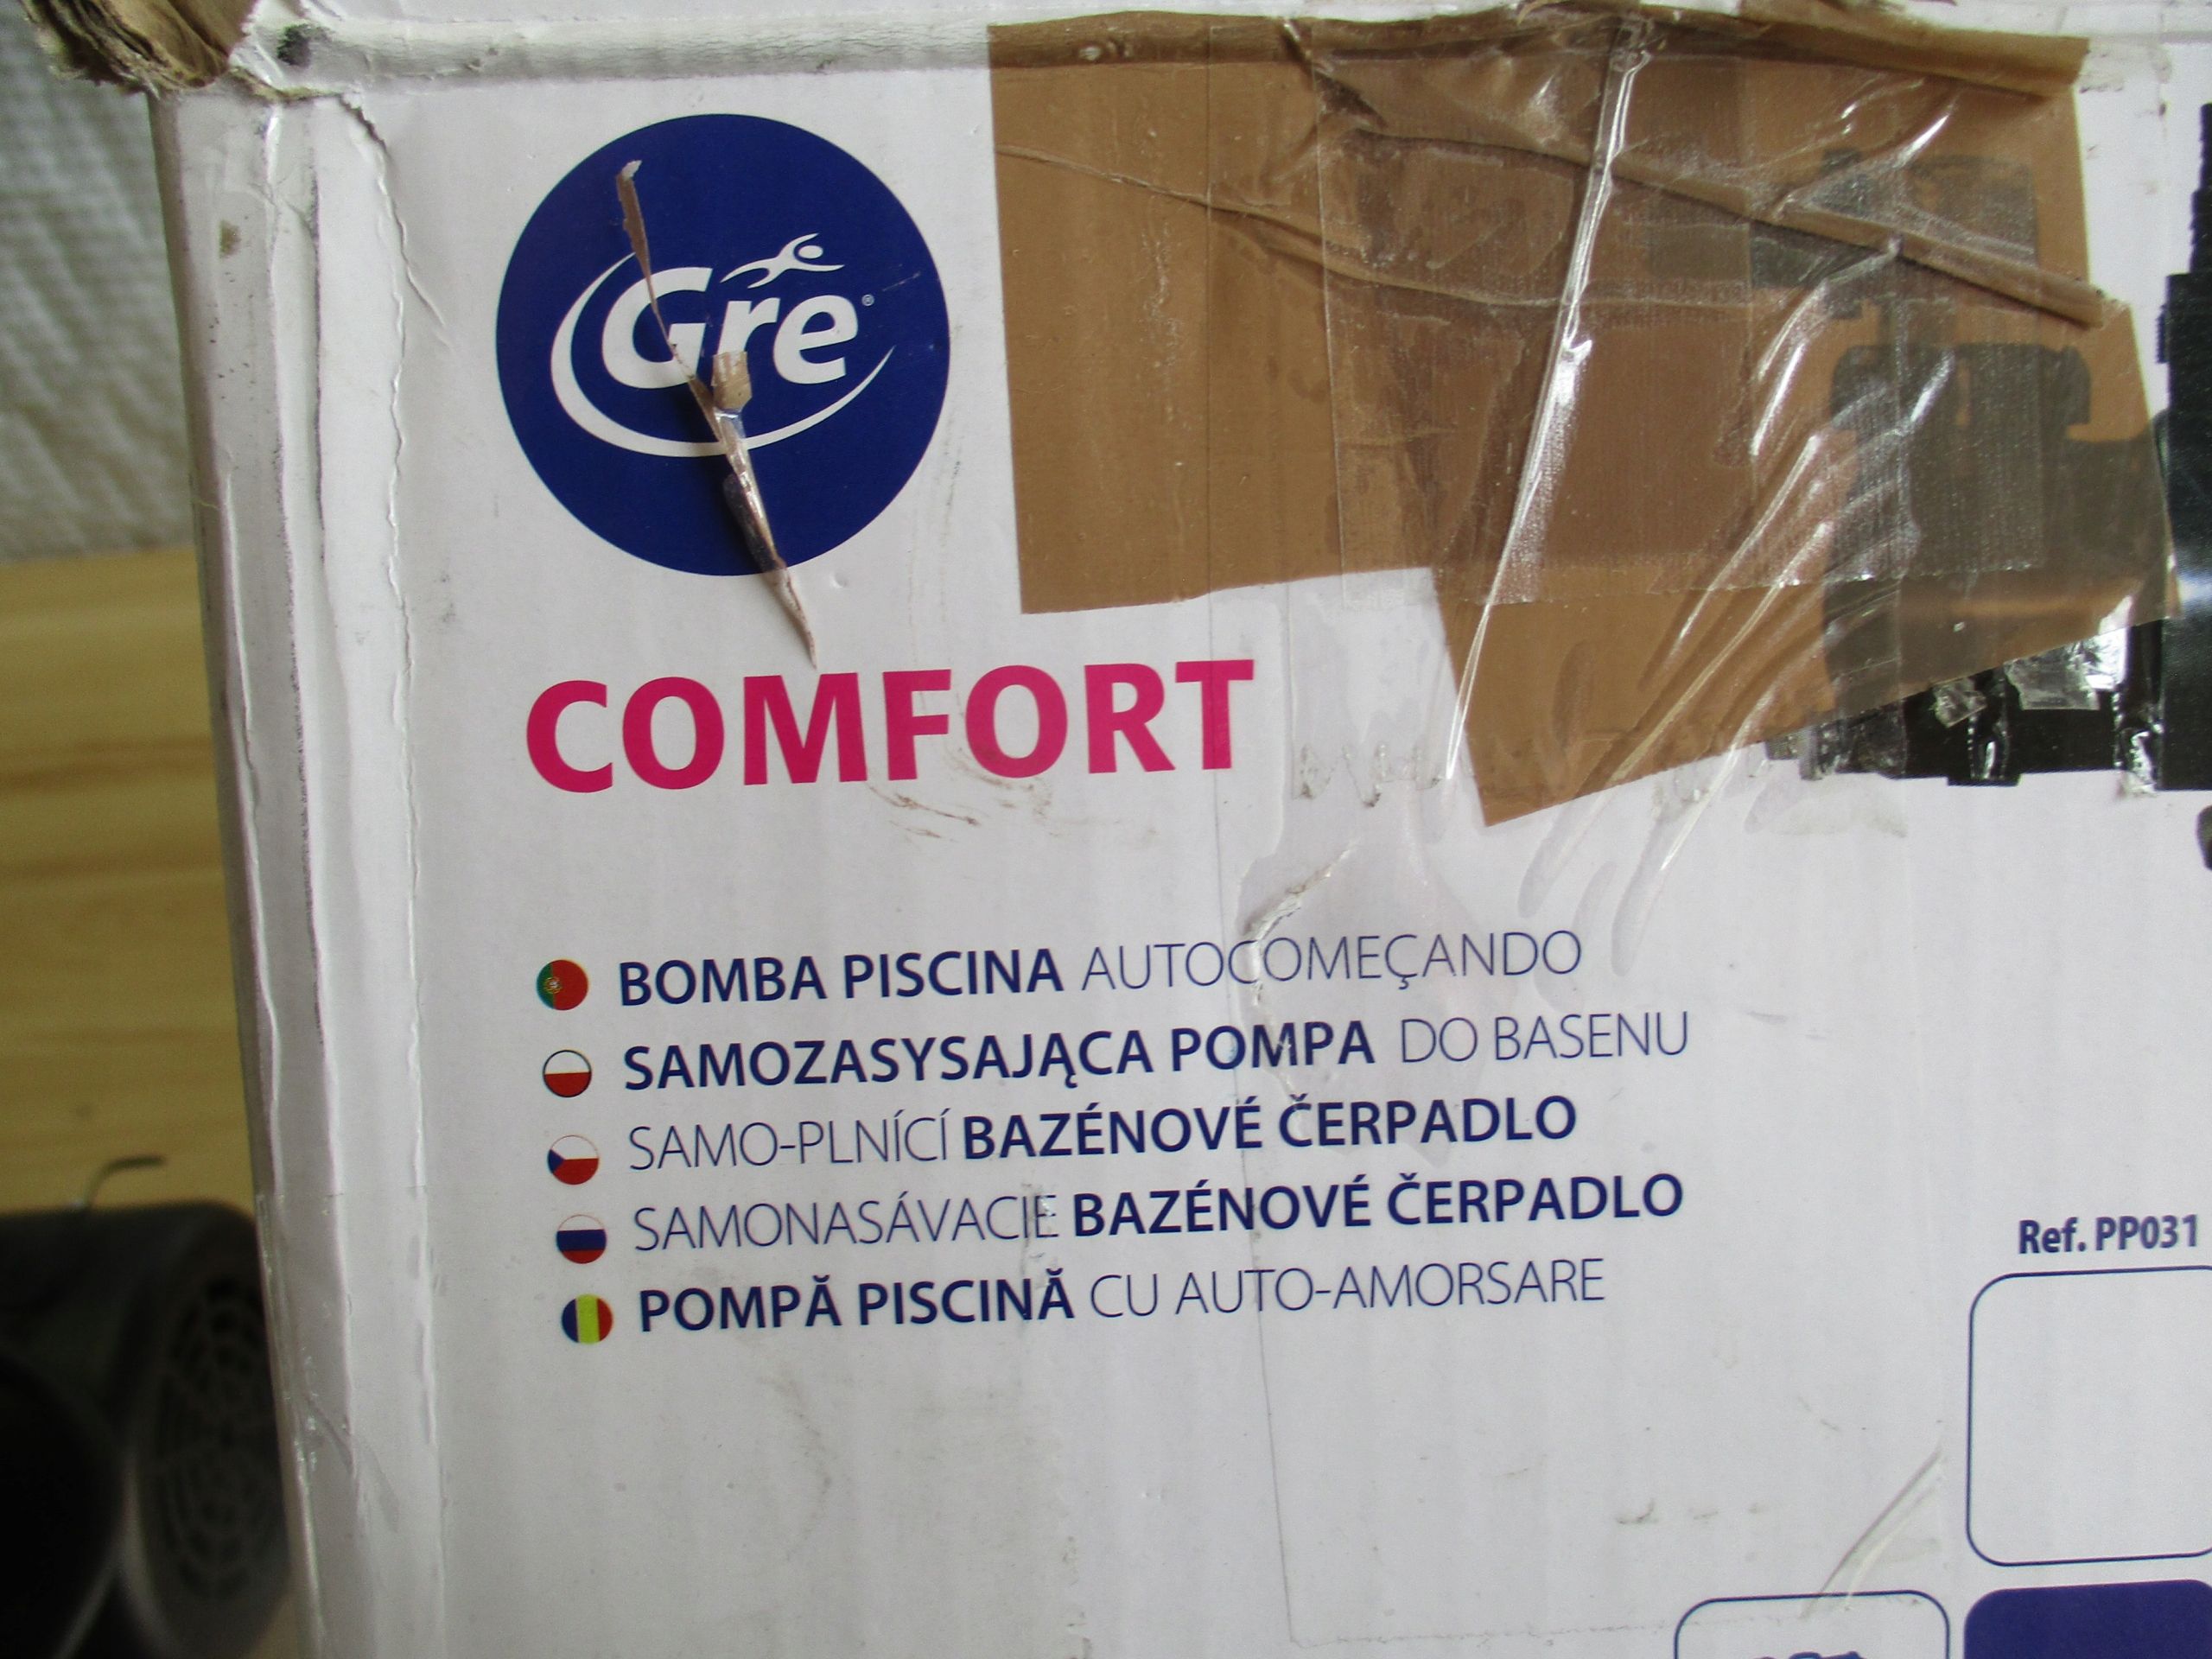 Gre®
COMFORT
BOMBA PISCINA AUTOCOMEÇANDO
SAMOZASYSAJĄCA POMPA DO BASENU
SAMO-PLNÍCÍ BAZÉNOVÉ ČERPADLO
SAMONASÁVACIE BAZÉNOVÉ ČERPADLO
POMPĂ PISCINĂ CU AUTO-AMORSARE
Ref. PP031